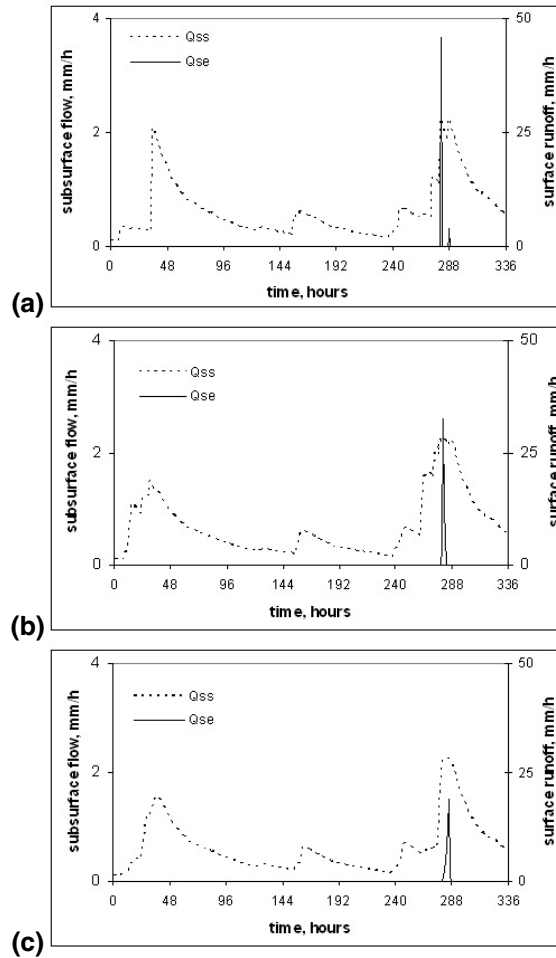 4
50
Qss
Qse
subsurface flow, mm/h
surface runoff, mm/h
2
25
0
0
0 48 96 144 192 240 288 336
time, hours
(a)
4
50
Qss
Qse
subsurface flow, mm/h
surface runoff, mm/h
2
25
0
0
0 48 96 144 192 240 288 336
time, hours
(b)
4
50
Qss
Qse
subsurface flow, mm/h
surface runoff, mm/h
2
25
0
0
0 48 96 144 192 240 288 336
time, hours
(c)